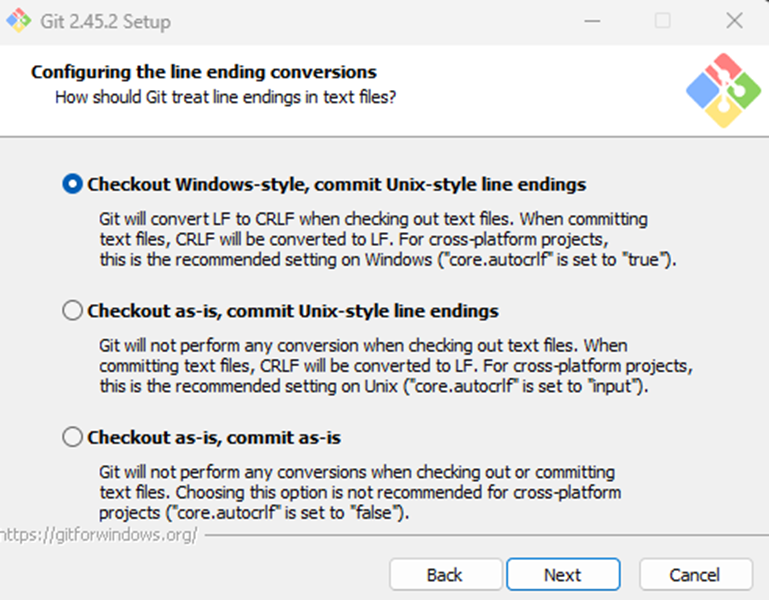 Git 2.45.2 Setup
Configuring the line ending conversions
How should Git treat line endings in text files?
Checkout Windows-style, commit Unix-style line endings
Git will convert LF to CRLF when checking out text files. When committing
text files, CRLF will be converted to LF. For cross-platform projects,
this is the recommended setting on Windows ("core.autocrlf" is set to "true").
Checkout as-is, commit Unix-style line endings
Git will not perform any conversion when checking out text files. When
committing text files, CRLF will be converted to LF. For cross-platform projects,
this is the recommended setting on Unix ("core.autocrlf" is set to "input").
Checkout as-is, commit as-is
Git will not perform any conversions when checking out or committing
text files. Choosing this option is not recommended for cross-platform
projects ("core.autocrlf" is set to "false").
https://gitforwindows.org/
Back Next Cancel